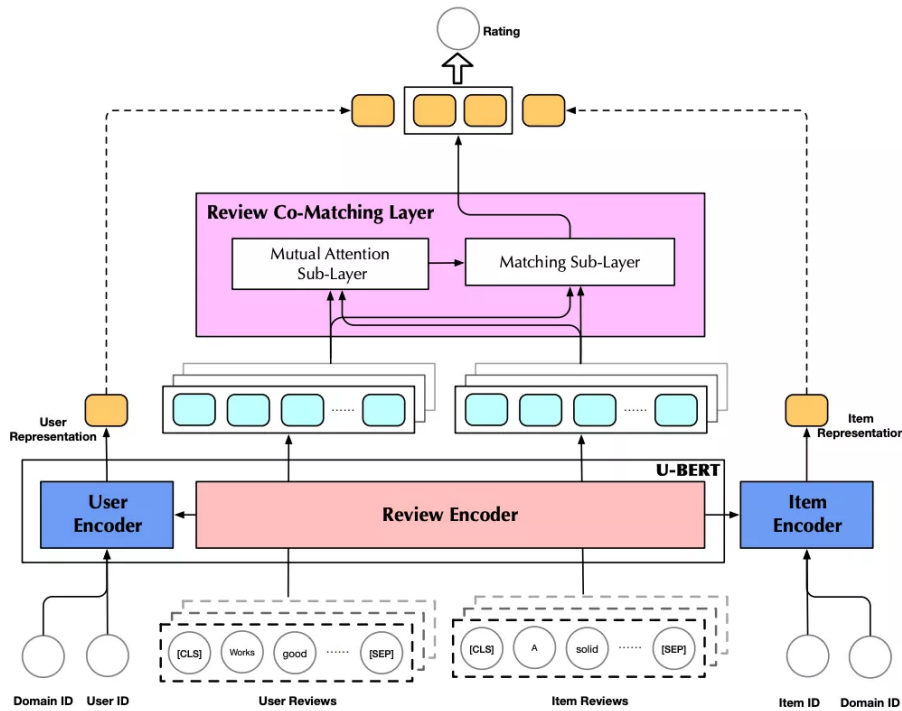 Rating
Review Co-Matching Layer
Mutual Attention
Sub-Layer
Matching Sub-Layer
......
......
User
Representation
Item
Representation
U-BERT
User
Encoder
Review Encoder
Item
Encoder
[CLS]
Works
good
......
[SEP]
[CLS]
A
solid
......
[SEP]
Domain ID
User ID
User Reviews
Item Reviews
Item ID
Domain ID